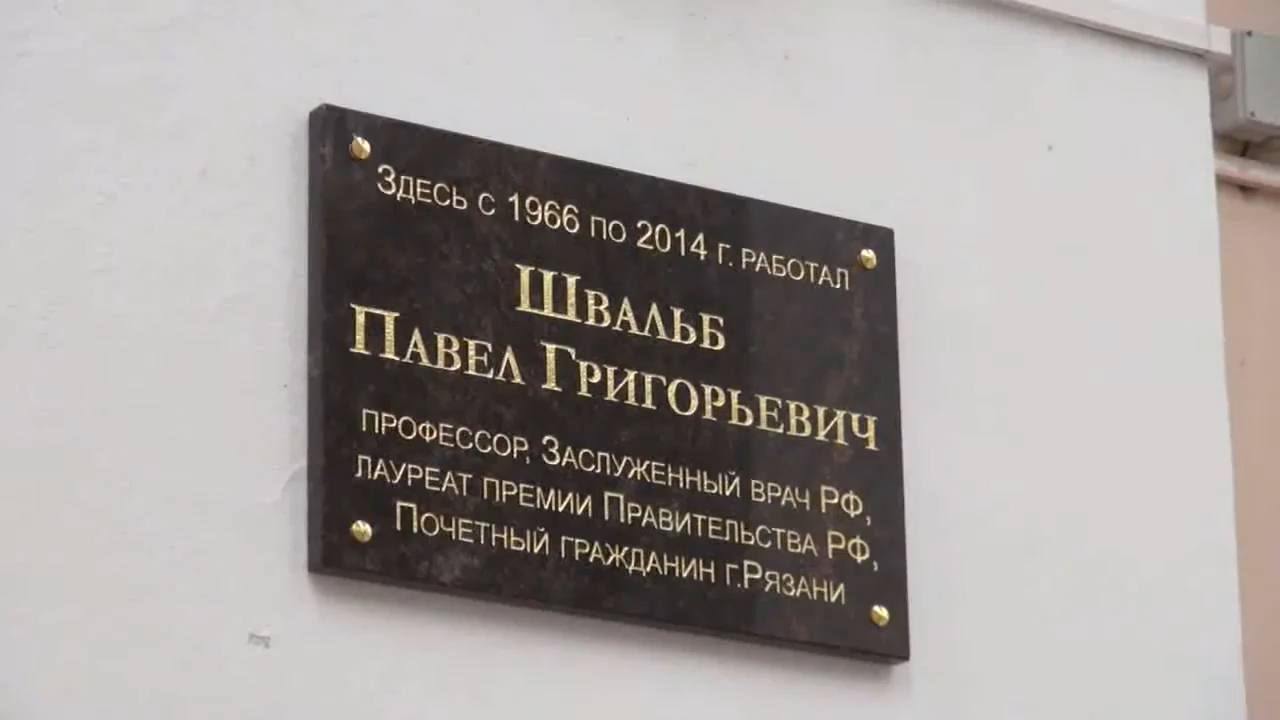 Здесь с 1966 по 2014 г. работал
Швальб
Павел Григорьевич
профессор, Заслуженный врач РФ,
лауреат премии Правительства РФ,
Почетный гражданин г.Рязани